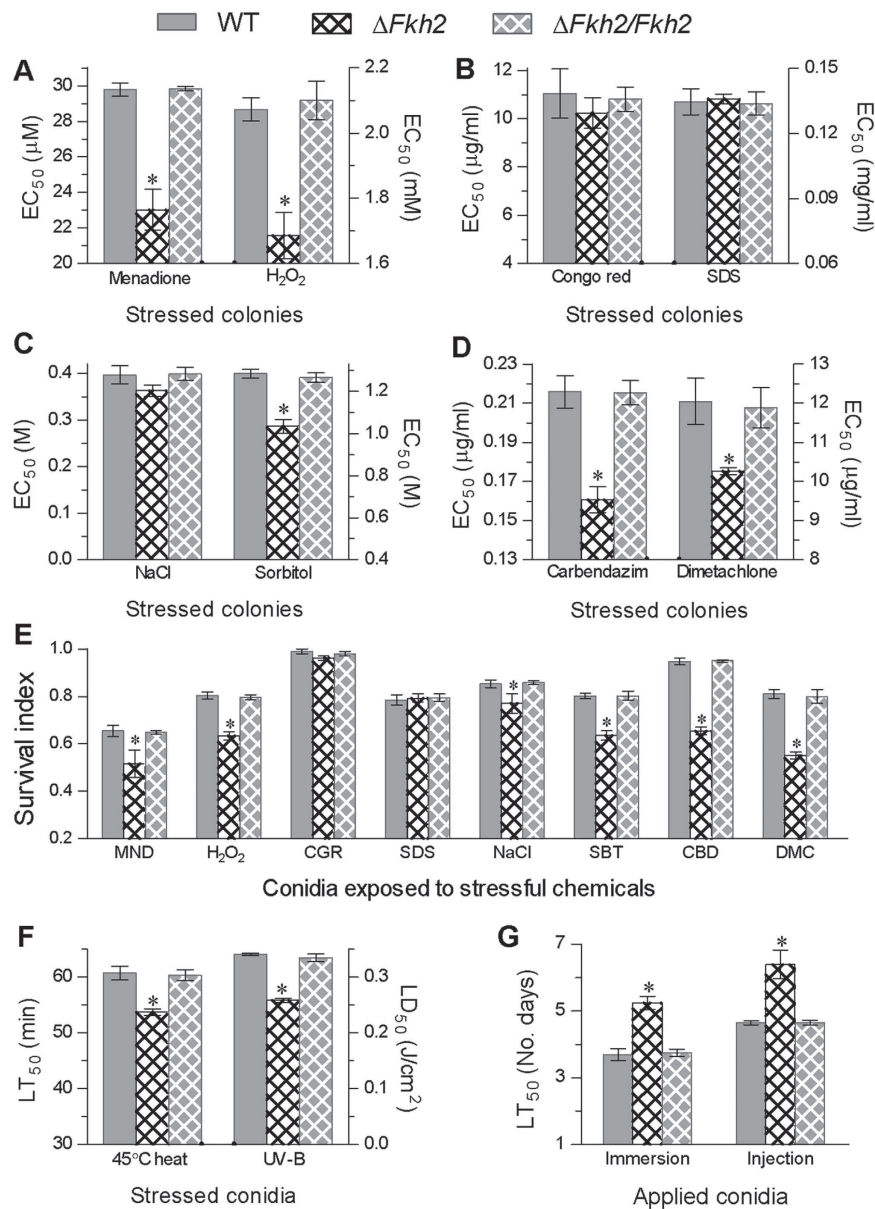 WT ΔFkh2 ΔFkh2/Fkh2
A
30
28
26
24
22
20
EC50 (μM)
*
*
2.2
2.0
1.8
1.6
EC50 (mM)
Menadione H2O2
Stressed colonies
B
12
10
8
6
4
EC50 (μg/ml)
0.15
0.12
0.09
0.06
EC50 (mg/ml)
Congo red SDS
Stressed colonies
C
0.4
0.3
0.2
0.1
0.0
EC50 (M)
*
1.2
1.0
0.8
0.6
0.4
EC50 (M)
NaCl Sorbitol
Stressed colonies
D
0.23
0.21
0.19
0.17
0.15
0.13
EC50 (μg/ml)
*
*
13
12
11
10
9
8
EC50 (μg/ml)
Carbendazim Dimetachlone
Stressed colonies
E
1.0
0.8
0.6
0.4
0.2
Survival index
* * * * * *
MND H2O2 CGR SDS NaCl SBT CBD DMC
Conidia exposed to stressful chemicals
F
60
50
40
30
LT50 (min)
* *
0.3
0.2
0.1
0.0
LD50 (J/cm2)
45°C heat UV-B
Stressed conidia
G
7
5
3
1
LT50 (No. days)
*
*
Immersion Injection
Applied conidia